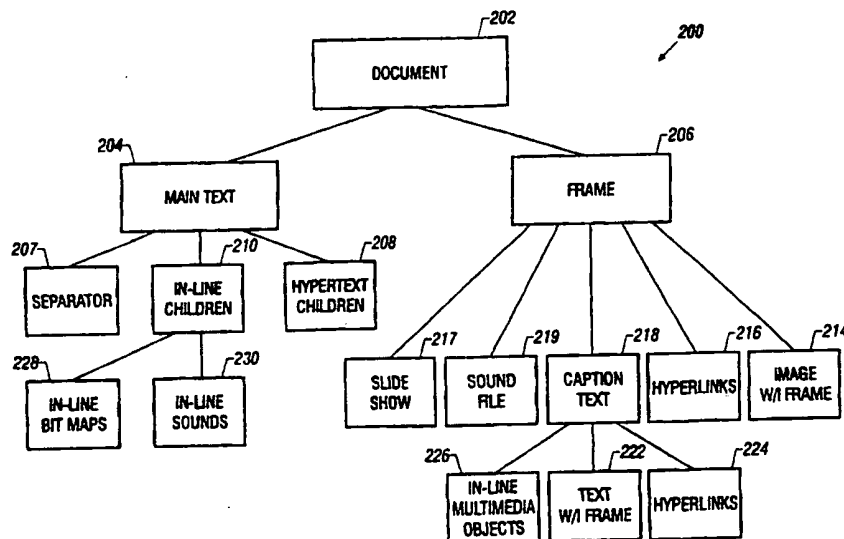 202
200
DOCUMENT
204
206
MAIN TEXT
FRAME
207
210
208
SEPARATOR
IN-LINE
CHILDREN
HYPERTEXT
CHILDREN
217
219
218
216
214
228
230
SLIDE
SHOW
SOUND
FILE
CAPTION
TEXT
HYPERLINKS
IMAGE
W/I FRAME
IN-LINE
BIT MAPS
IN-LINE
SOUNDS
226
222
224
IN-LINE
MULTIMEDIA
OBJECTS
TEXT
W/I FRAME
HYPERLINKS